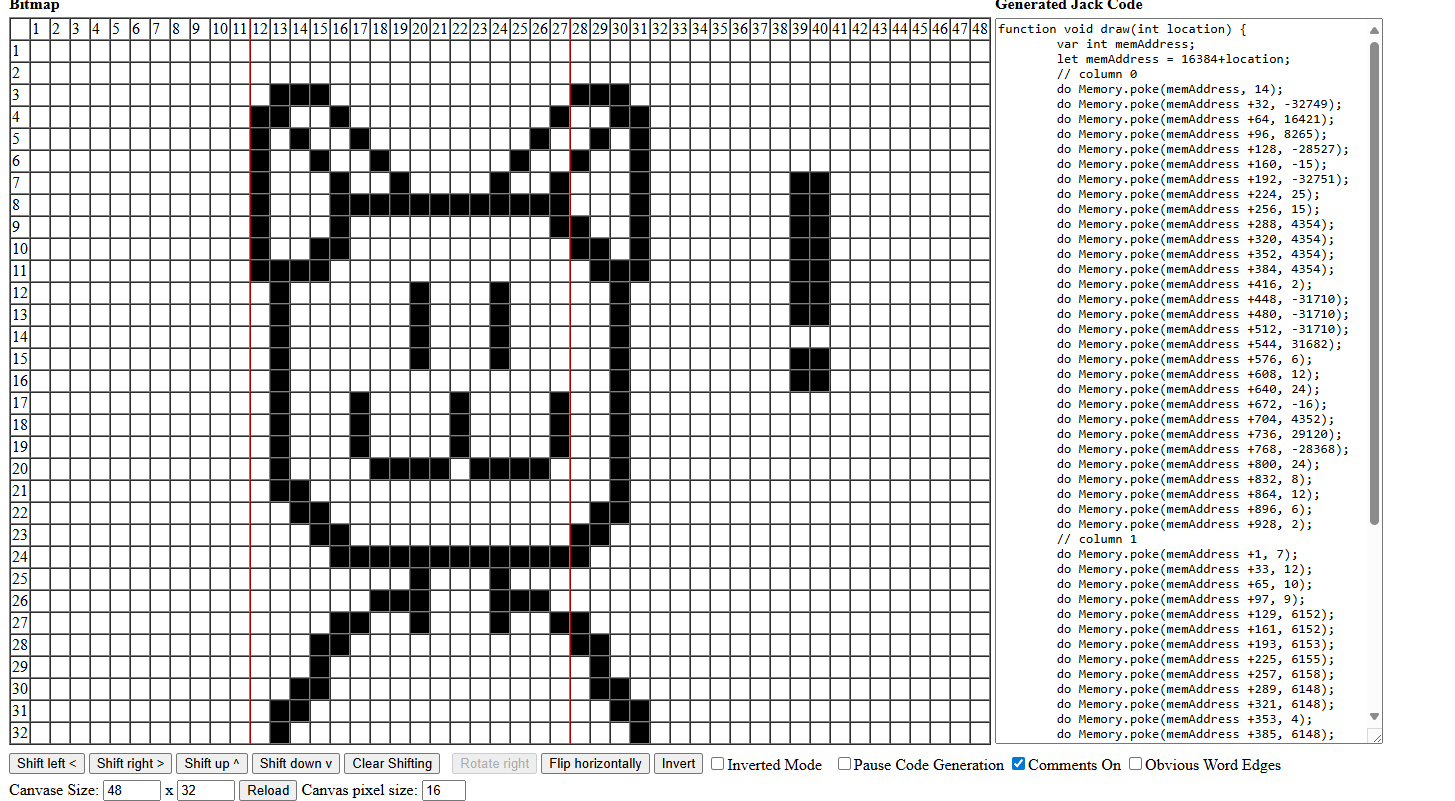 Bitmap
Generated Jack Code
1 2 3 4 5 6 7 8 9 10 11 12 13 14 15 16 17 18 19 20 21 22 23 24 25 26 27 28 29 30 31 32 33 34 35 36 37 38 39 40 41 42 43 44 45 46 47 48
1
2
3
4
5
6
7
8
9
10
11
12
13
14
15
16
17
18
19
20
21
22
23
24
25
26
27
28
29
30
31
32
function void draw(int location) {
var int memAddress;
let memAddress = 16384+location;
// column 0
do Memory.poke(memAddress, 14);
do Memory.poke(memAddress +32, -32749);
do Memory.poke(memAddress +64, 16421);
do Memory.poke(memAddress +96, 8265);
do Memory.poke(memAddress +128, -28527);
do Memory.poke(memAddress +160, -15);
do Memory.poke(memAddress +192, -32751);
do Memory.poke(memAddress +224, 25);
do Memory.poke(memAddress +256, 15);
do Memory.poke(memAddress +288, 4354);
do Memory.poke(memAddress +320, 4354);
do Memory.poke(memAddress +352, 4354);
do Memory.poke(memAddress +384, 4354);
do Memory.poke(memAddress +416, 2);
do Memory.poke(memAddress +448, -31710);
do Memory.poke(memAddress +480, -31710);
do Memory.poke(memAddress +512, -31710);
do Memory.poke(memAddress +544, 31682);
do Memory.poke(memAddress +576, 6);
do Memory.poke(memAddress +608, 12);
do Memory.poke(memAddress +640, 24);
do Memory.poke(memAddress +672, -16);
do Memory.poke(memAddress +704, 4352);
do Memory.poke(memAddress +736, 29120);
do Memory.poke(memAddress +768, -28368);
do Memory.poke(memAddress +800, 24);
do Memory.poke(memAddress +832, 8);
do Memory.poke(memAddress +864, 12);
do Memory.poke(memAddress +896, 6);
do Memory.poke(memAddress +928, 2);
// column 1
do Memory.poke(memAddress +1, 7);
do Memory.poke(memAddress +33, 12);
do Memory.poke(memAddress +65, 10);
do Memory.poke(memAddress +97, 9);
do Memory.poke(memAddress +129, 6152);
do Memory.poke(memAddress +161, 6152);
do Memory.poke(memAddress +193, 6153);
do Memory.poke(memAddress +225, 6155);
do Memory.poke(memAddress +257, 6158);
do Memory.poke(memAddress +289, 6148);
do Memory.poke(memAddress +321, 6148);
do Memory.poke(memAddress +353, 4);
do Memory.poke(memAddress +385, 6148);
Shift left < Shift right > Shift up ^ Shift down v Clear Shifting Rotate right Flip horizontally Invert Inverted Mode Pause Code Generation Comments On Obvious Word Edges
Canvase Size: 48 x 32 Reload Canvas pixel size: 16